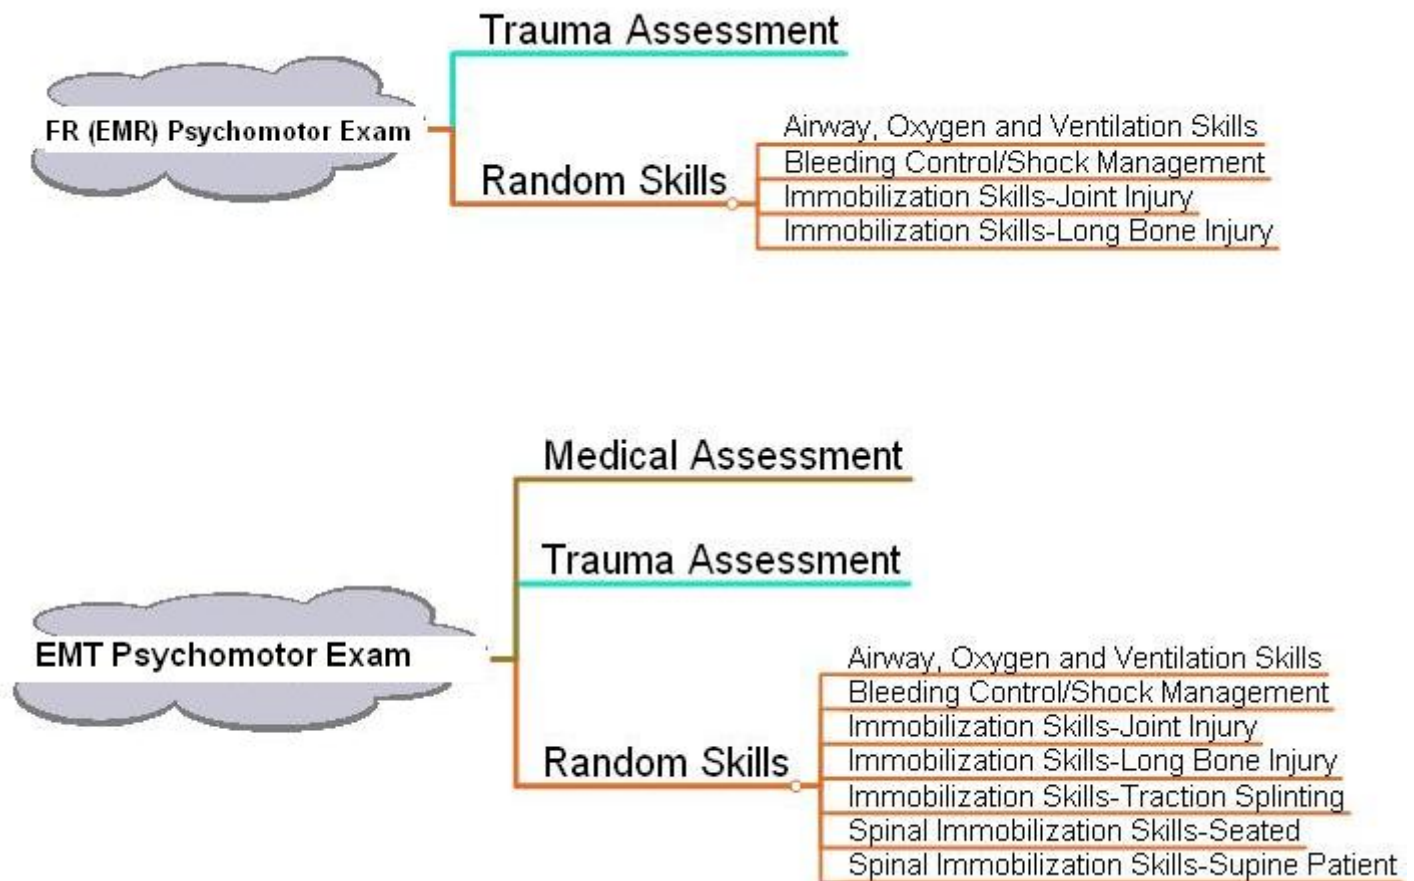 Trauma Assessment
FR (EMR) Psychomotor Exam
Random Skills
Airway, Oxygen and Ventilation Skills
Bleeding Control/Shock Management
Immobilization Skills-Joint Injury
Immobilization Skills-Long Bone Injury
Medical Assessment
Trauma Assessment
EMT Psychomotor Exam
Random Skills
Airway, Oxygen and Ventilation Skills
Bleeding Control/Shock Management
Immobilization Skills-Joint Injury
Immobilization Skills-Long Bone Injury
Immobilization Skills-Traction Splinting
Spinal Immobilization Skills-Seated
Spinal Immobilization Skills-Supine Patient